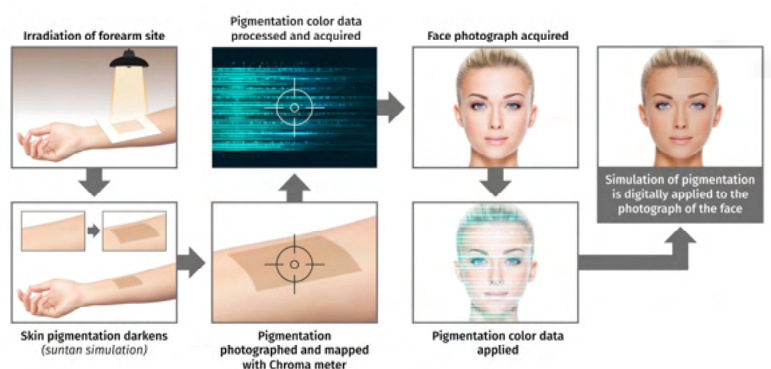 Irradiation of forearm site
Pigmentation color data
processed and acquired
Face photograph acquired
Simulation of pigmentation
is digitally applied to the
photograph of the face
Skin pigmentation darkens
(suntan simulation)
Pigmentation
photographed and mapped
with Chroma meter
Pigmentation color data
applied